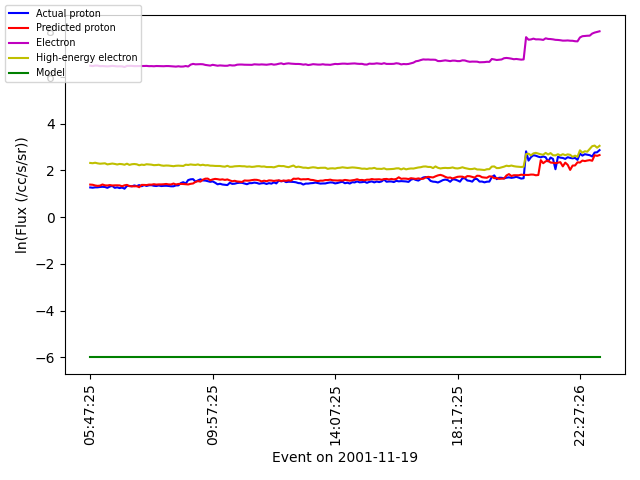 Actual proton
Predicted proton
Electron
High-energy electron
Model
8
6
4
2
0
−2
−4
−6
ln(Flux (/cc/s/sr))
05:47:25
09:57:25
14:07:25
18:17:25
22:27:26
Event on 2001-11-19